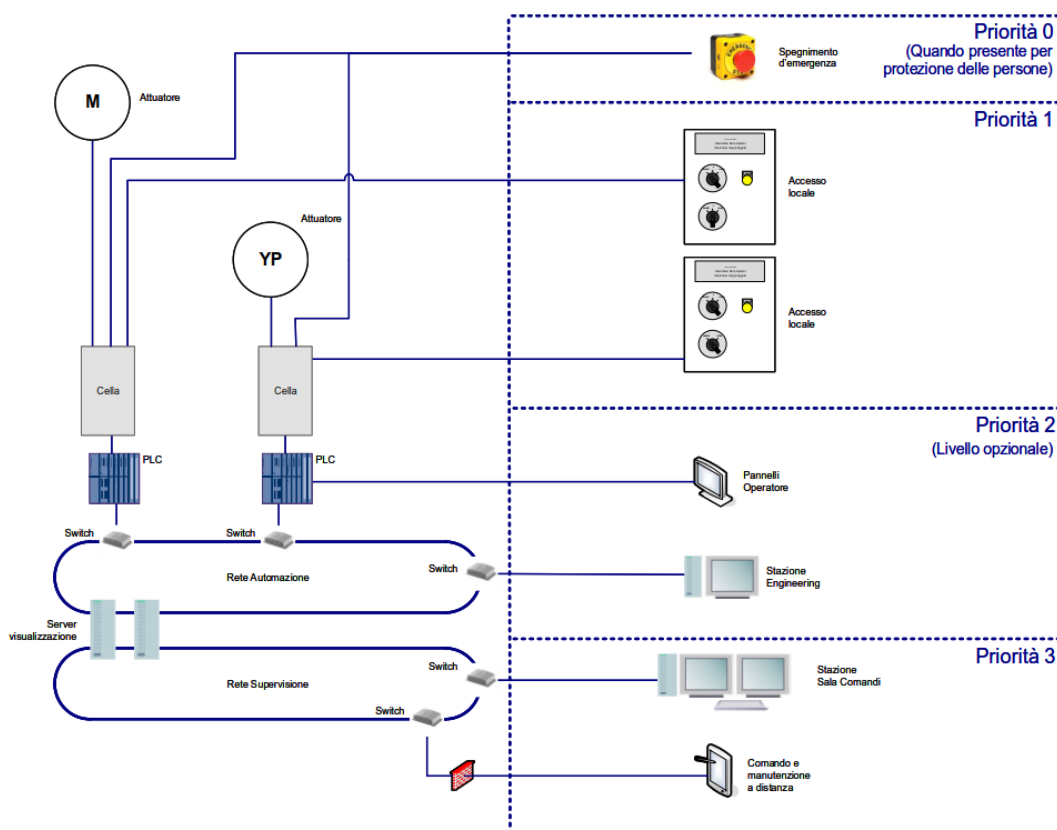 Priorità 0
(Quando presente per
protezione delle persone)
EMERGENCY
Spegnimento
d'emergenza
M
Attuatore
Priorità 1
Accesso
locale
Attuatore
YP
Accesso
locale
Cella
Cella
Priorità 2
(Livello opzionale)
PLC
PLC
Pannelli
Operatore
Switch
Switch
Switch
Rete Automazione
Stazione
Engineering
Server
visualizzazione
Priorità 3
Switch
Rete Supervisione
Stazione
Sala Comandi
Switch
Comando e
manutenzione
a distanza